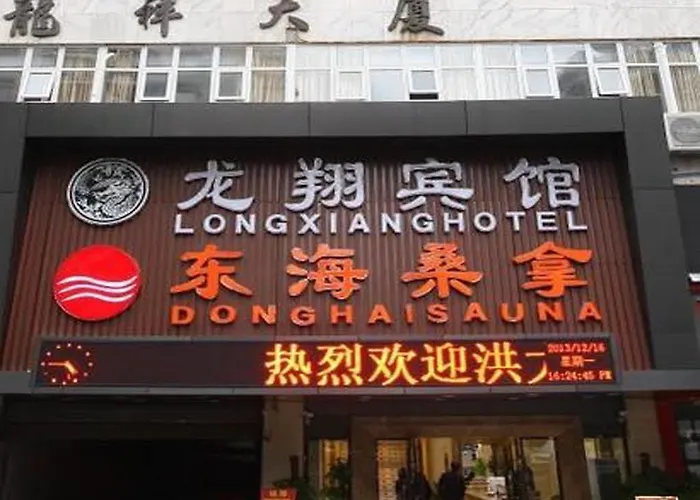 龍祥大厦
龙翔宾馆
LONGXIANGHOTEL
东海桑拿
DONGHAISAUNA
热烈欢迎洪
2013/12/16
星期一
16:24:45 PM